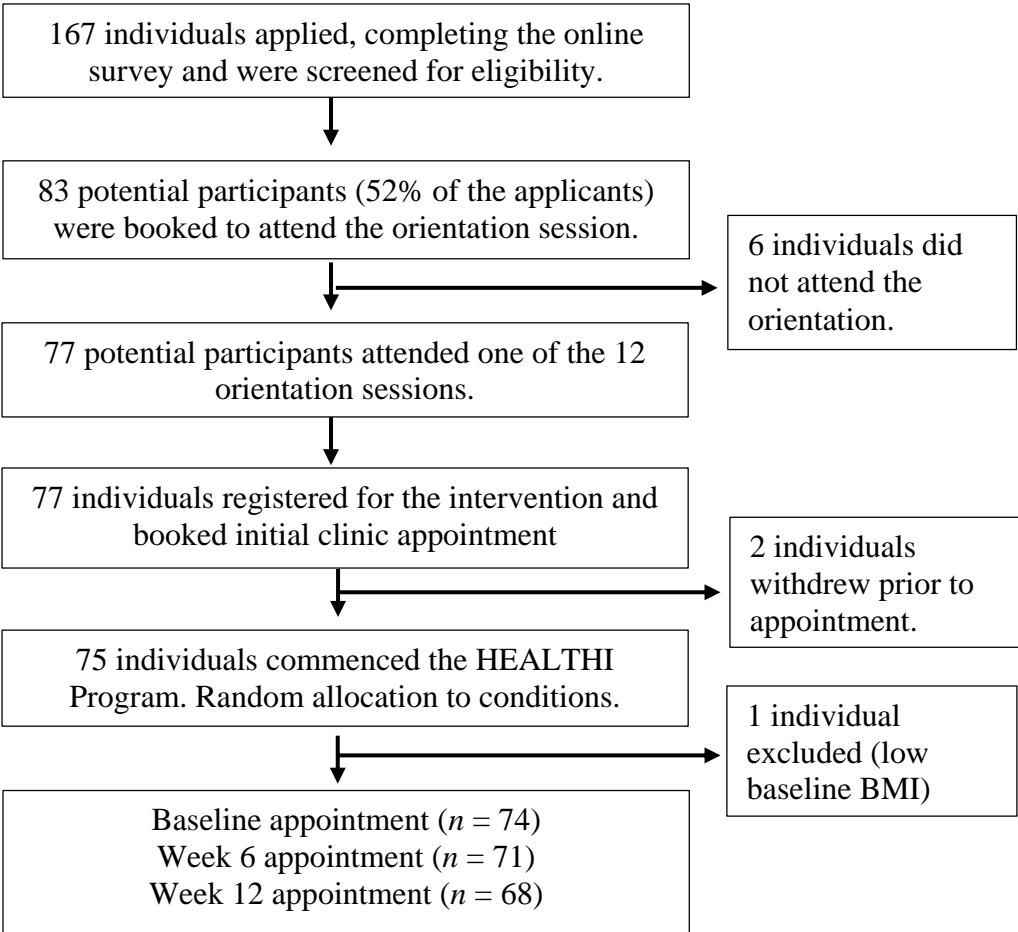 167 individuals applied, completing the online
survey and were screened for eligibility.
83 potential participants (52% of the applicants)
were booked to attend the orientation session.
6 individuals did
not attend the
orientation.
77 potential participants attended one of the 12
orientation sessions.
77 individuals registered for the intervention and
booked initial clinic appointment
2 individuals
withdrew prior to
appointment.
75 individuals commenced the HEALTHI
Program. Random allocation to conditions.
1 individual
excluded (low
baseline BMI)
Baseline appointment (n = 74)
Week 6 appointment (n = 71)
Week 12 appointment (n = 68)